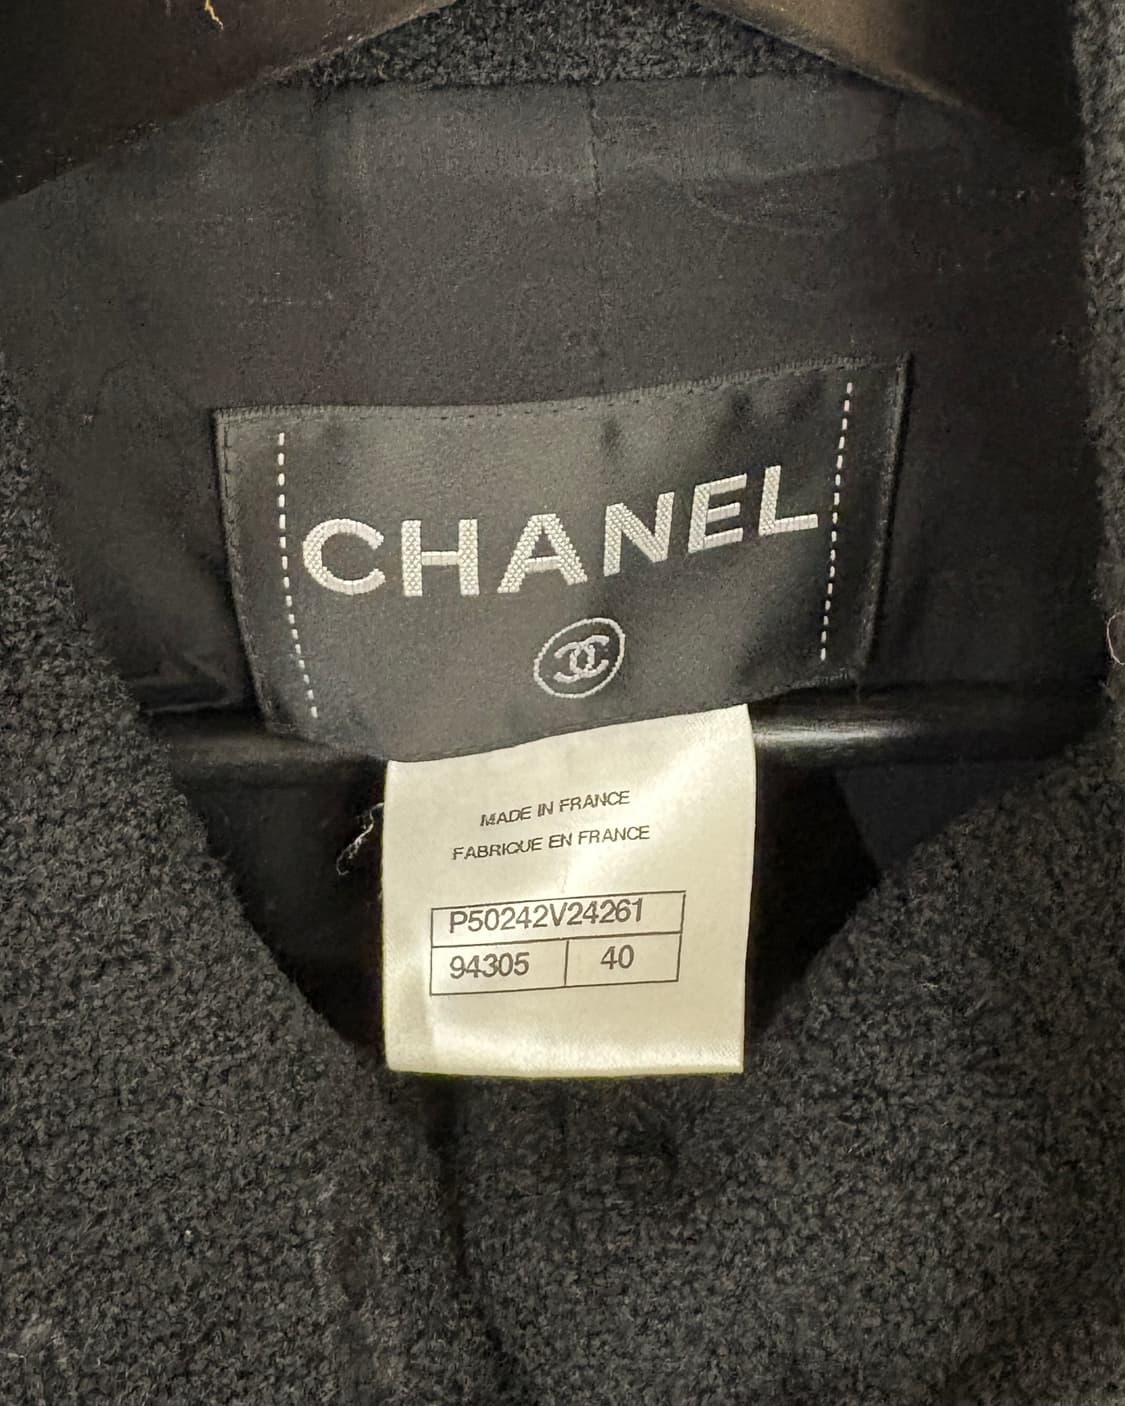 CHANEL
MADE IN FRANCE
FABRIQUE EN FRANCE
P50242V24261
94305 40